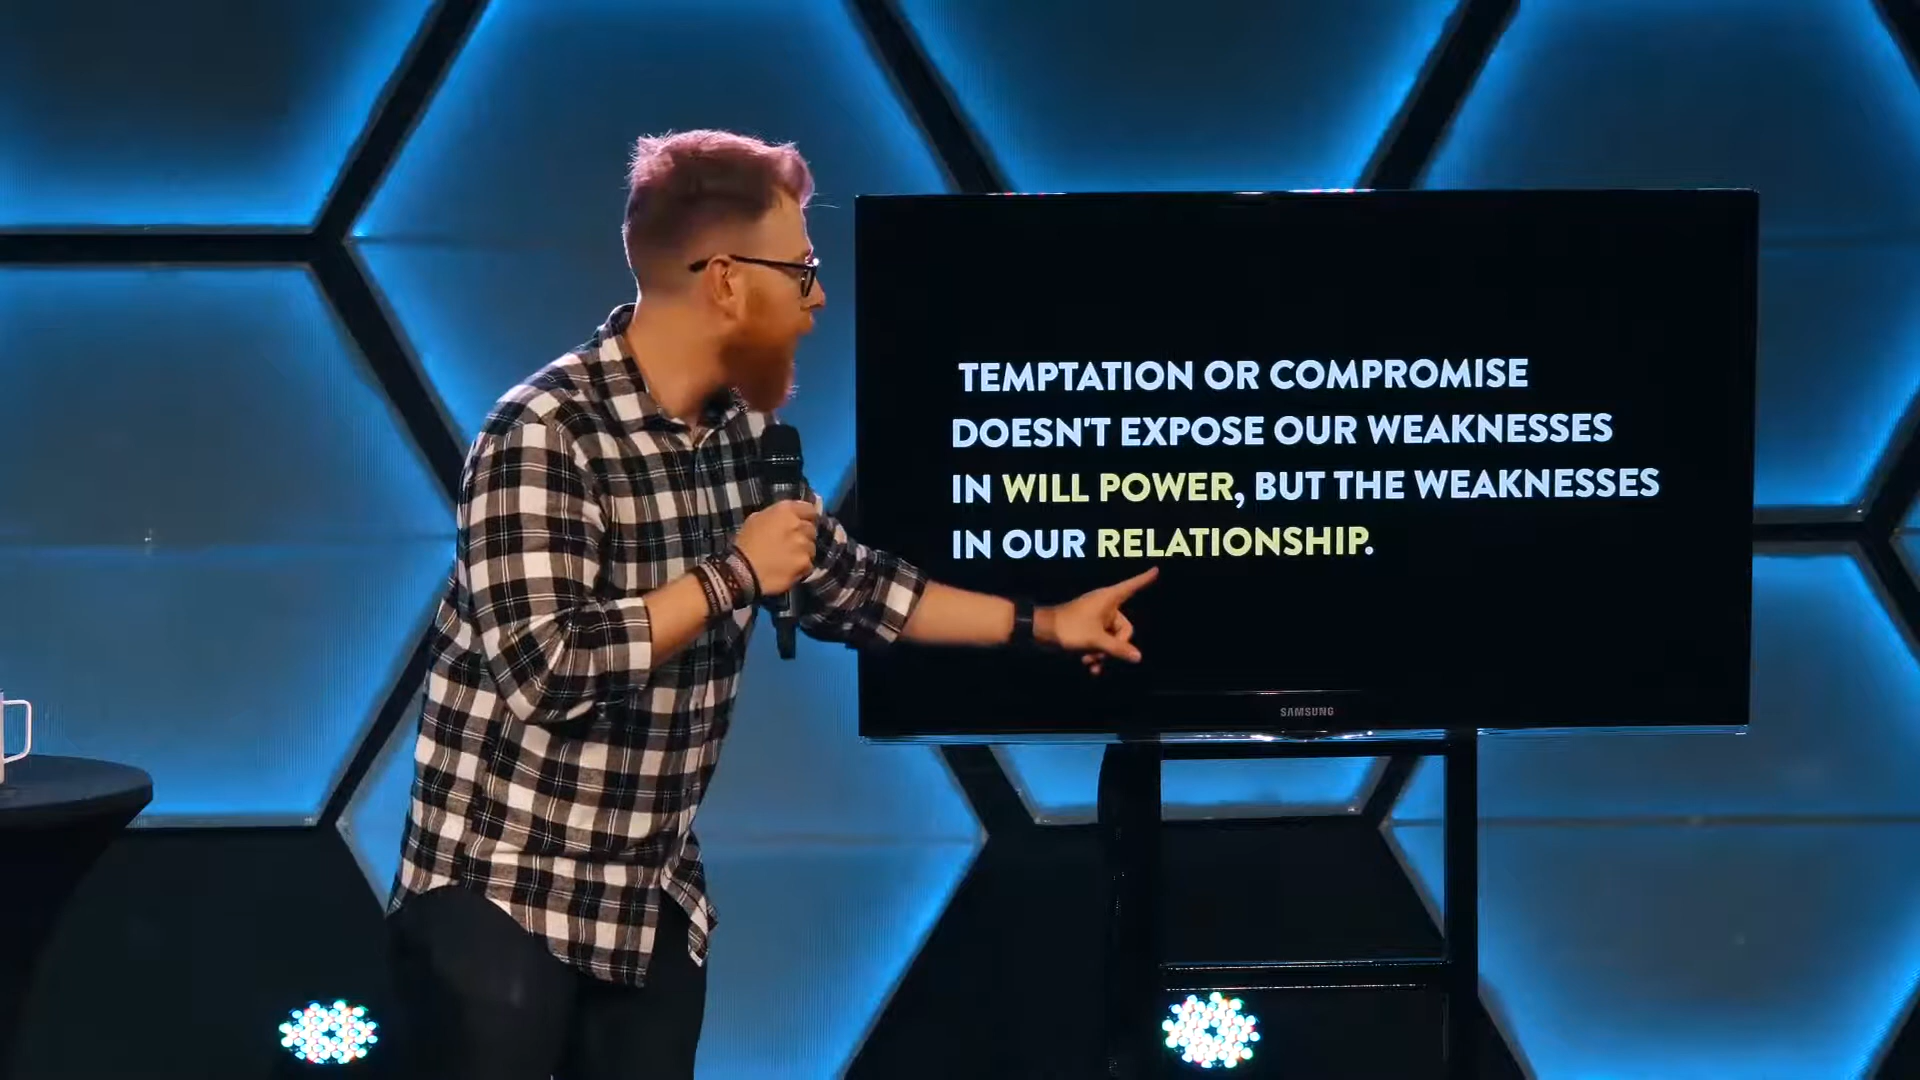 TEMPTATION OR COMPROMISE
DOESN'T EXPOSE OUR WEAKNESSES
IN WILL POWER, BUT THE WEAKNESSES
IN OUR RELATIONSHIP.
SAMSUNG